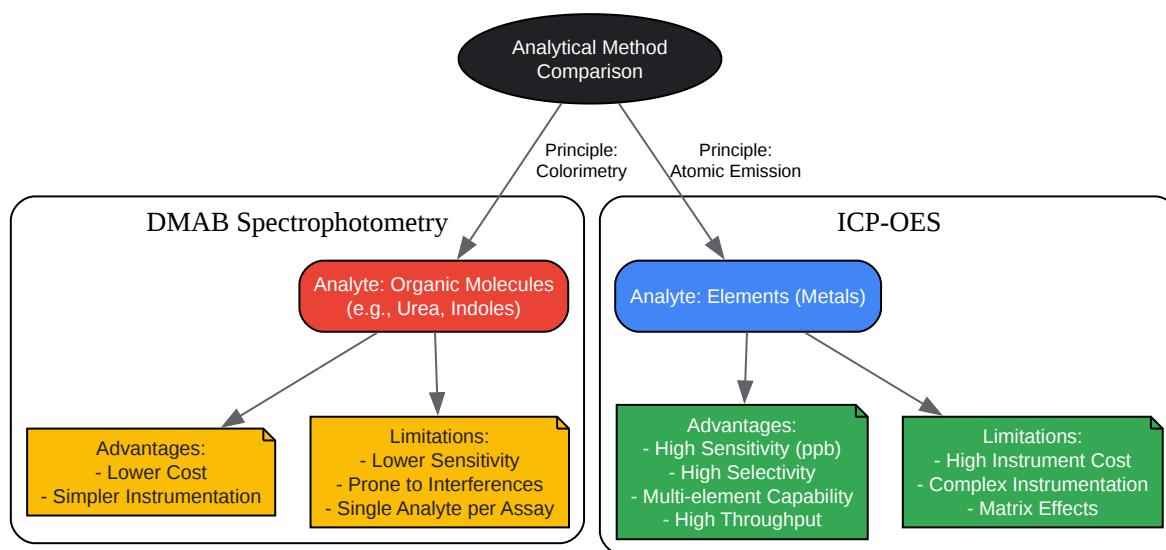 Analytical Method
Comparison
Principle:
Colorimetry
Principle:
Atomic Emission
DMAB Spectrophotometry
Analyte: Organic Molecules
(e.g., Urea, Indoles)
Advantages:
- Lower Cost
- Simpler Instrumentation
Limitations:
- Lower Sensitivity
- Prone to Interferences
- Single Analyte per Assay
ICP-OES
Analyte: Elements (Metals)
Advantages:
- High Sensitivity (ppb)
- High Selectivity
- Multi-element Capability
- High Throughput
Limitations:
- High Instrument Cost
- Complex Instrumentation
- Matrix Effects